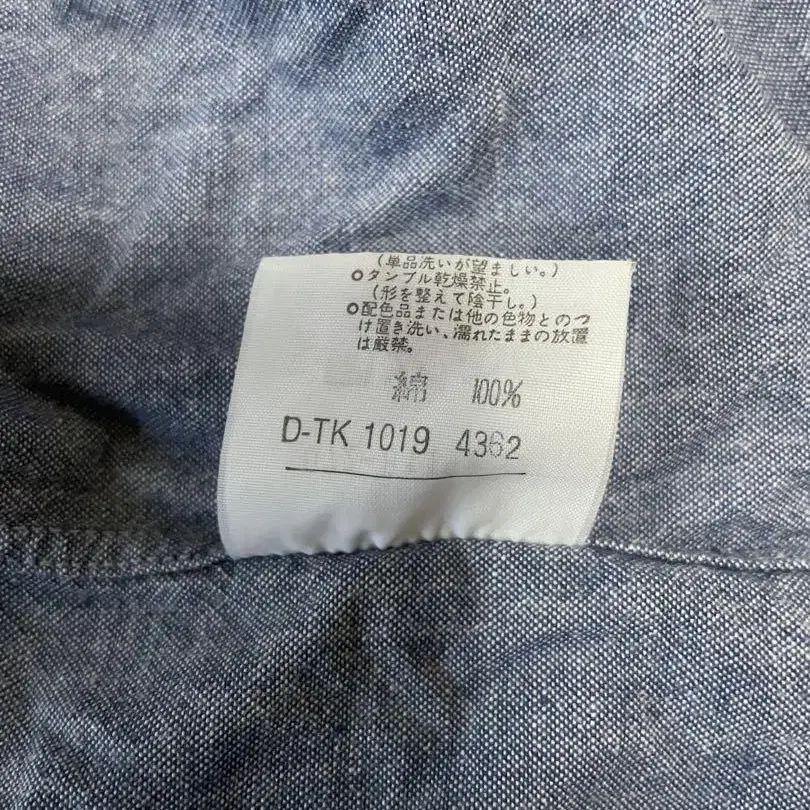 (単品洗いが望ましい。)
○タンブル乾燥禁止。
(形を整えて陰干し。)
○配色品または他の色物とのつ
け置き洗い、濡れたままの放置
は厳禁。
綿 100%
D-TK 1019 4362